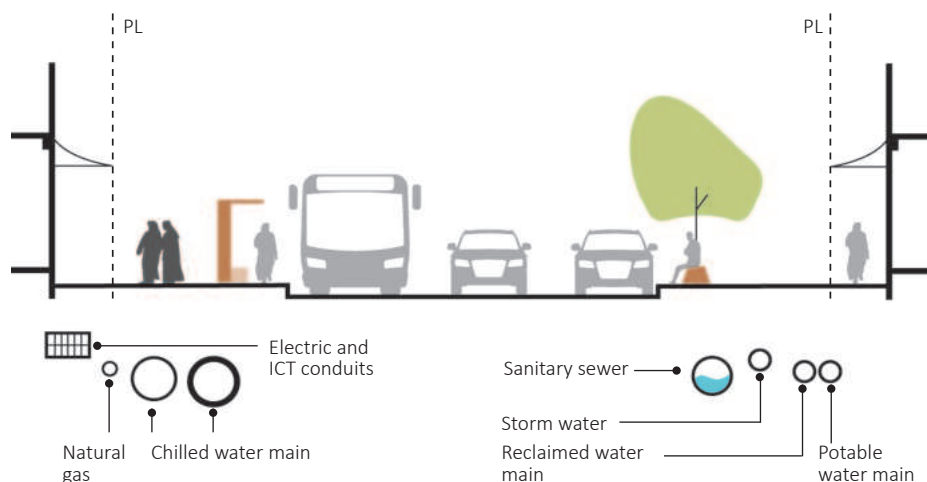 PL
PL
Electric and
ICT conduits
Sanitary sewer
Storm water
Natural
gas
Chilled water main
Reclaimed water
main
Potable
water main